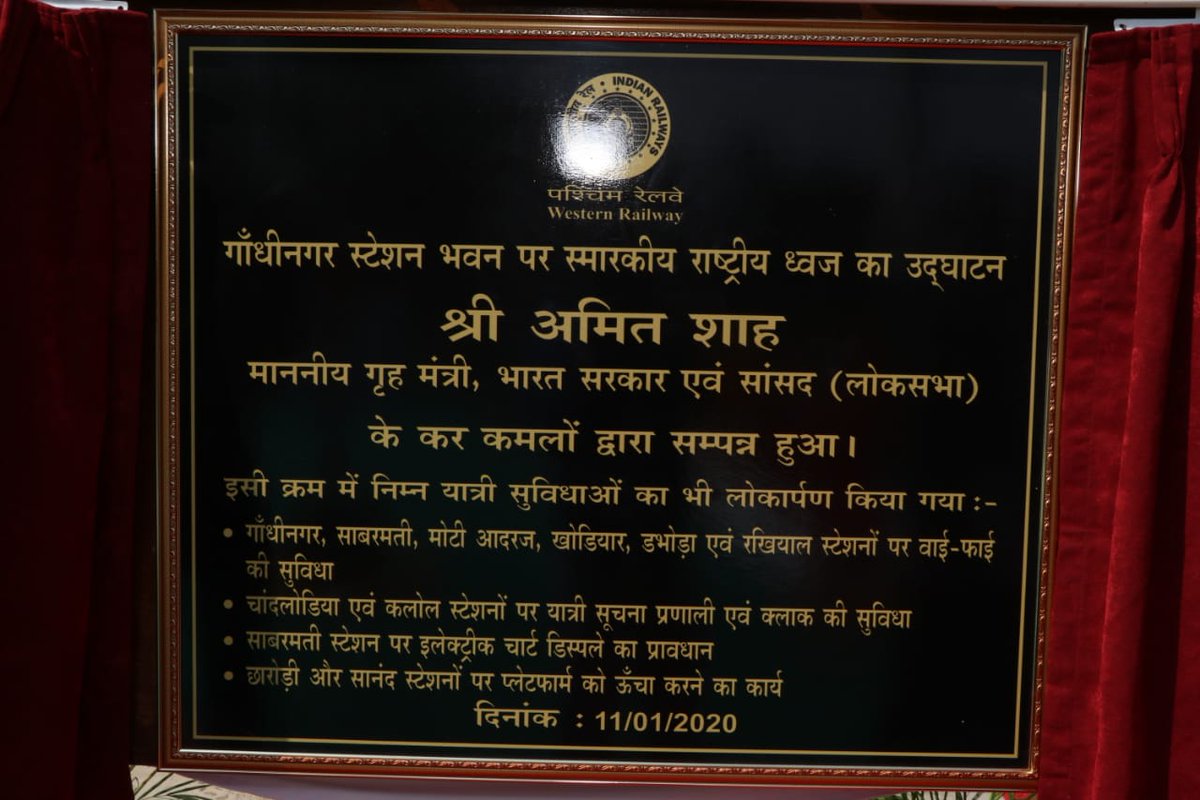 रेल • INDIAN RAILWAYS
पश्चिम रेलवे
Western Railway
गाँधीनगर स्टेशन भवन पर स्मारकीय राष्ट्रीय ध्वज का उद्घाटन
श्री अमित शाह
माननीय गृह मंत्री, भारत सरकार एवं सांसद (लोकसभा)
के कर कमलों द्वारा सम्पन्न हुआ।
इसी क्रम में निम्न यात्री सुविधाओं का भी लोकार्पण किया गया :-
• गाँधीनगर, साबरमती, मोटी आदरज, खोडियार, डभोड़ा एवं रखियाल स्टेशनों पर वाई-फाई
की सुविधा
• चांदलोडिया एवं कलोल स्टेशनों पर यात्री सूचना प्रणाली एवं क्लाक की सुविधा
• साबरमती स्टेशन पर इलेक्ट्रीक चार्ट डिस्पले का प्रावधान
• छारोड़ी और सानंद स्टेशनों पर प्लेटफार्म को ऊँचा करने का कार्य
दिनांक : 11/01/2020